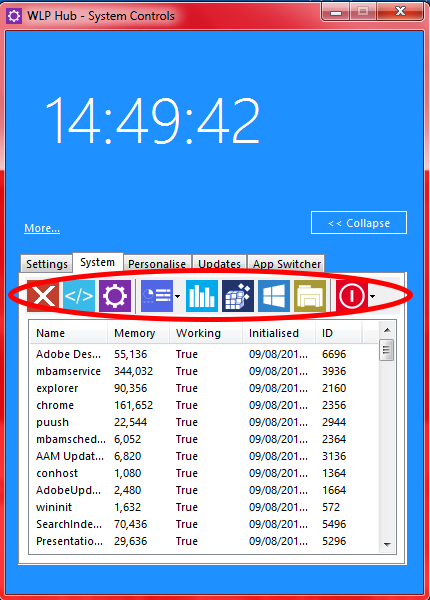 WLP Hub - System Controls
14:49:42
More...
<< Collapse
Settings System Personalise Updates App Switcher
</>
Name Memory Working Initialised ID
Adobe Des... 55,136 True 09/08/201... 6696
mbamservice 344,032 True 09/08/201... 3936
explorer 90,356 True 09/08/201... 2160
chrome 161,652 True 09/08/201... 2356
puush 22,544 True 09/08/201... 2944
mbamsched... 6,052 True 09/08/201... 2364
AAM Updat... 6,820 True 09/08/201... 3136
conhost 1,080 True 09/08/201... 1364
AdobeUpd... 2,480 True 09/08/201... 1664
wininit 1,632 True 09/08/201... 572
SearchInde... 70,436 True 09/08/201... 5496
Presentatio... 29,636 True 09/08/201... 5296